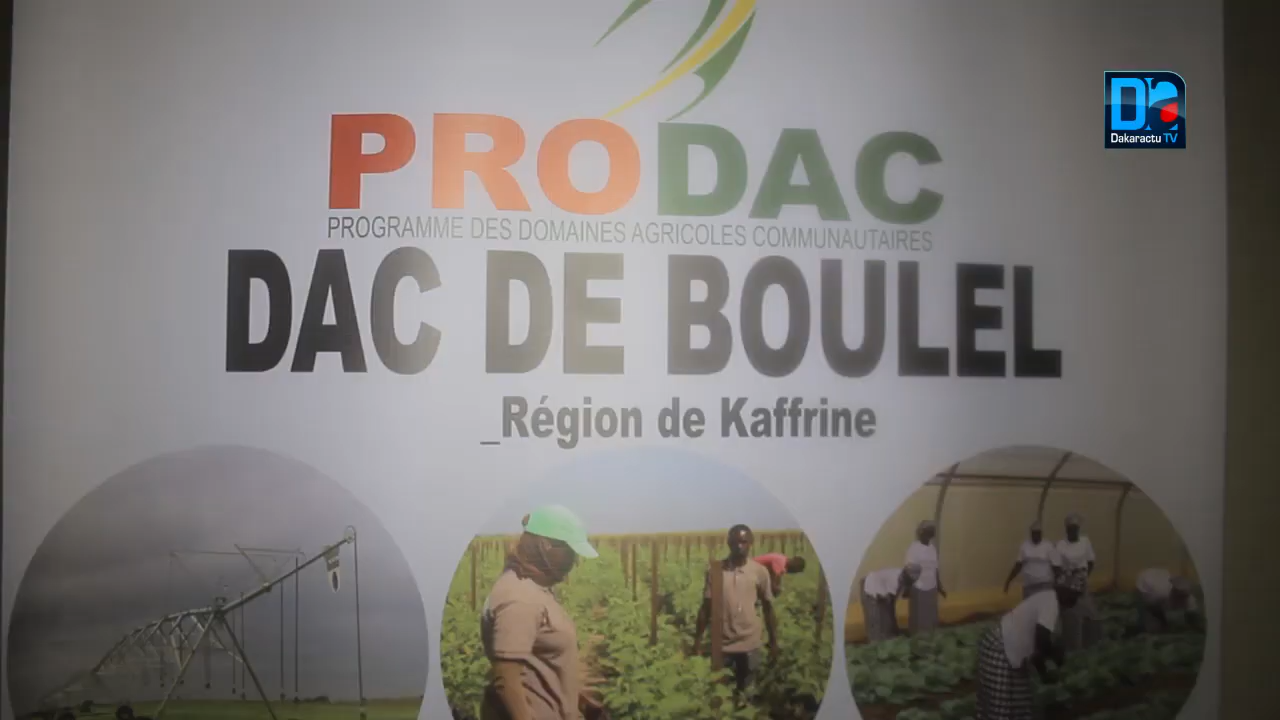 PRODAC
PROGRAMME DES DOMAINES AGRICOLES COMMUNAUTAIRES
DAC DE BOULEL
_Région de Kaffrine
Dakaractu TV